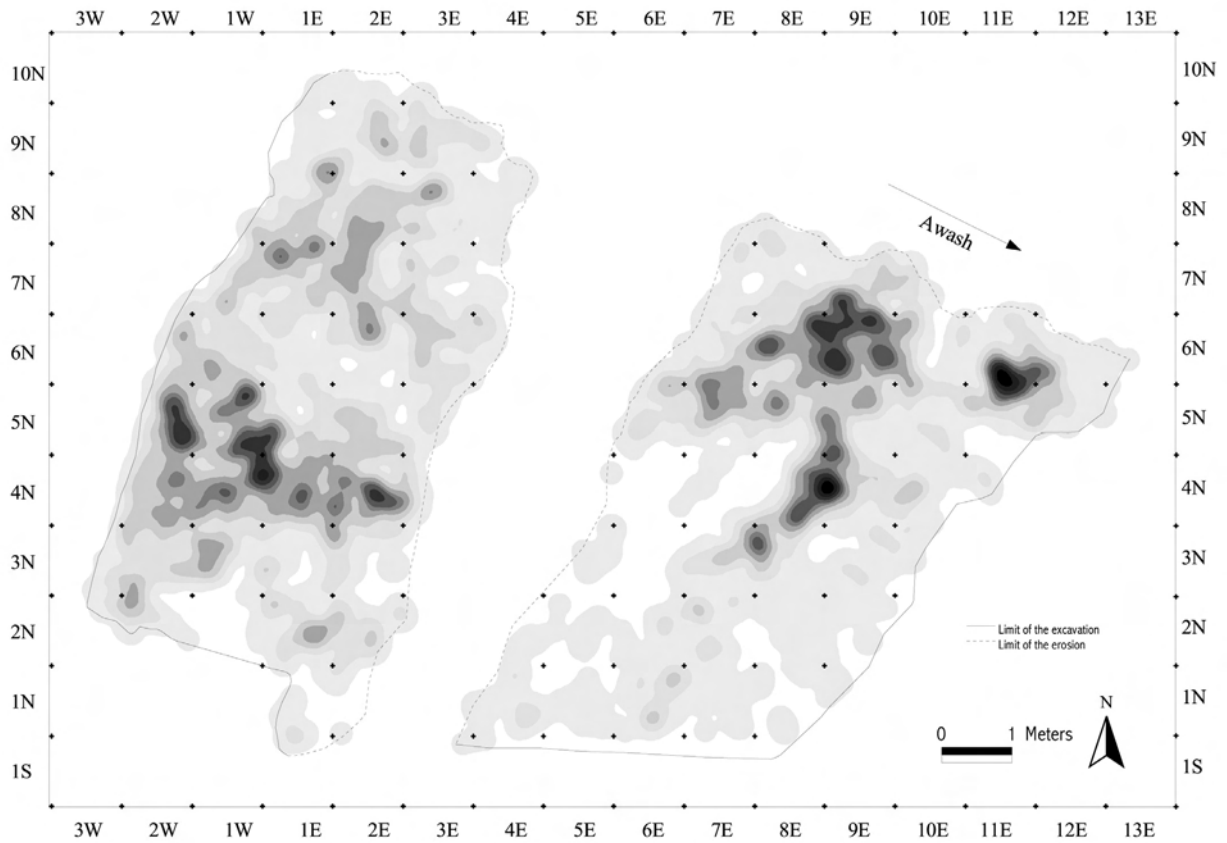 3W 2W 1W 1E 2E 3E 4E 5E 6E 7E 8E 9E 10E 11E 12E 13E
10N 10N
9N 9N
8N 8N
Awash
7N 7N
6N 6N
5N 5N
4N 4N
3N 3N
2N 2N
Limit of the excavation
Limit of the erosion
1N 1N
N
0 1 Meters
1S 1S
3W 2W 1W 1E 2E 3E 4E 5E 6E 7E 8E 9E 10E 11E 12E 13E